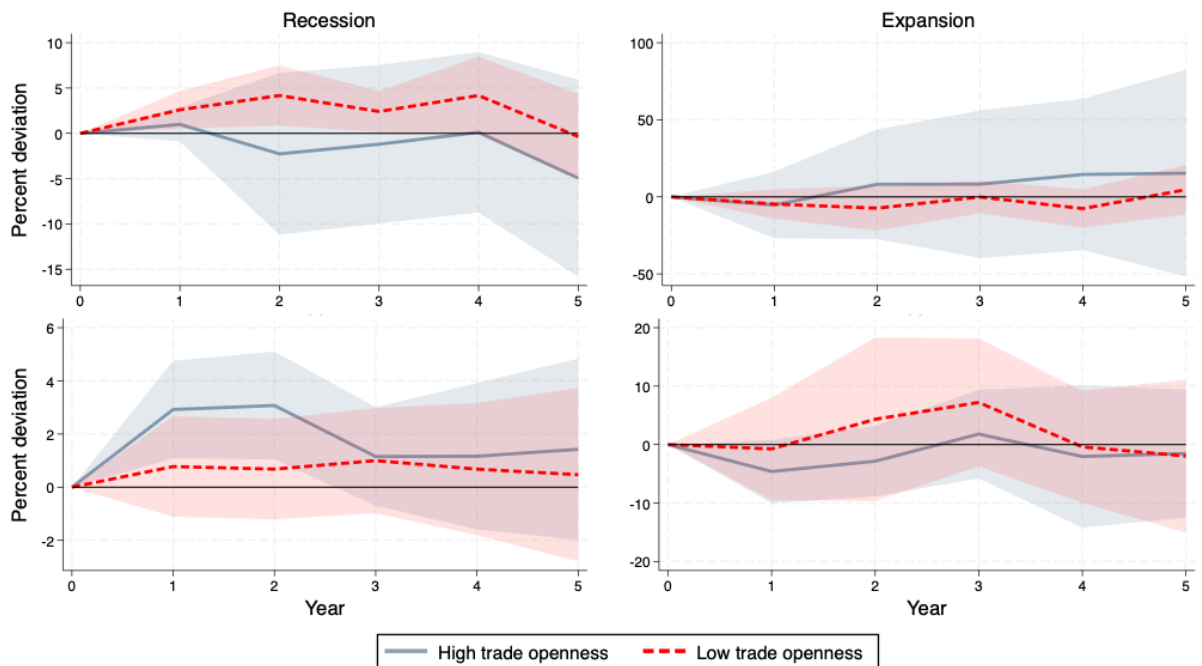 Recession
Expansion
Percent deviation
10
5
0
-5
-10
-15
0 1 2 3 4 5
100
50
0
-50
0 1 2 3 4 5
Percent deviation
6
4
2
0
-2
0 1 2 3 4 5
Year
20
10
0
-10
-20
0 1 2 3 4 5
Year
High trade openness
Low trade openness